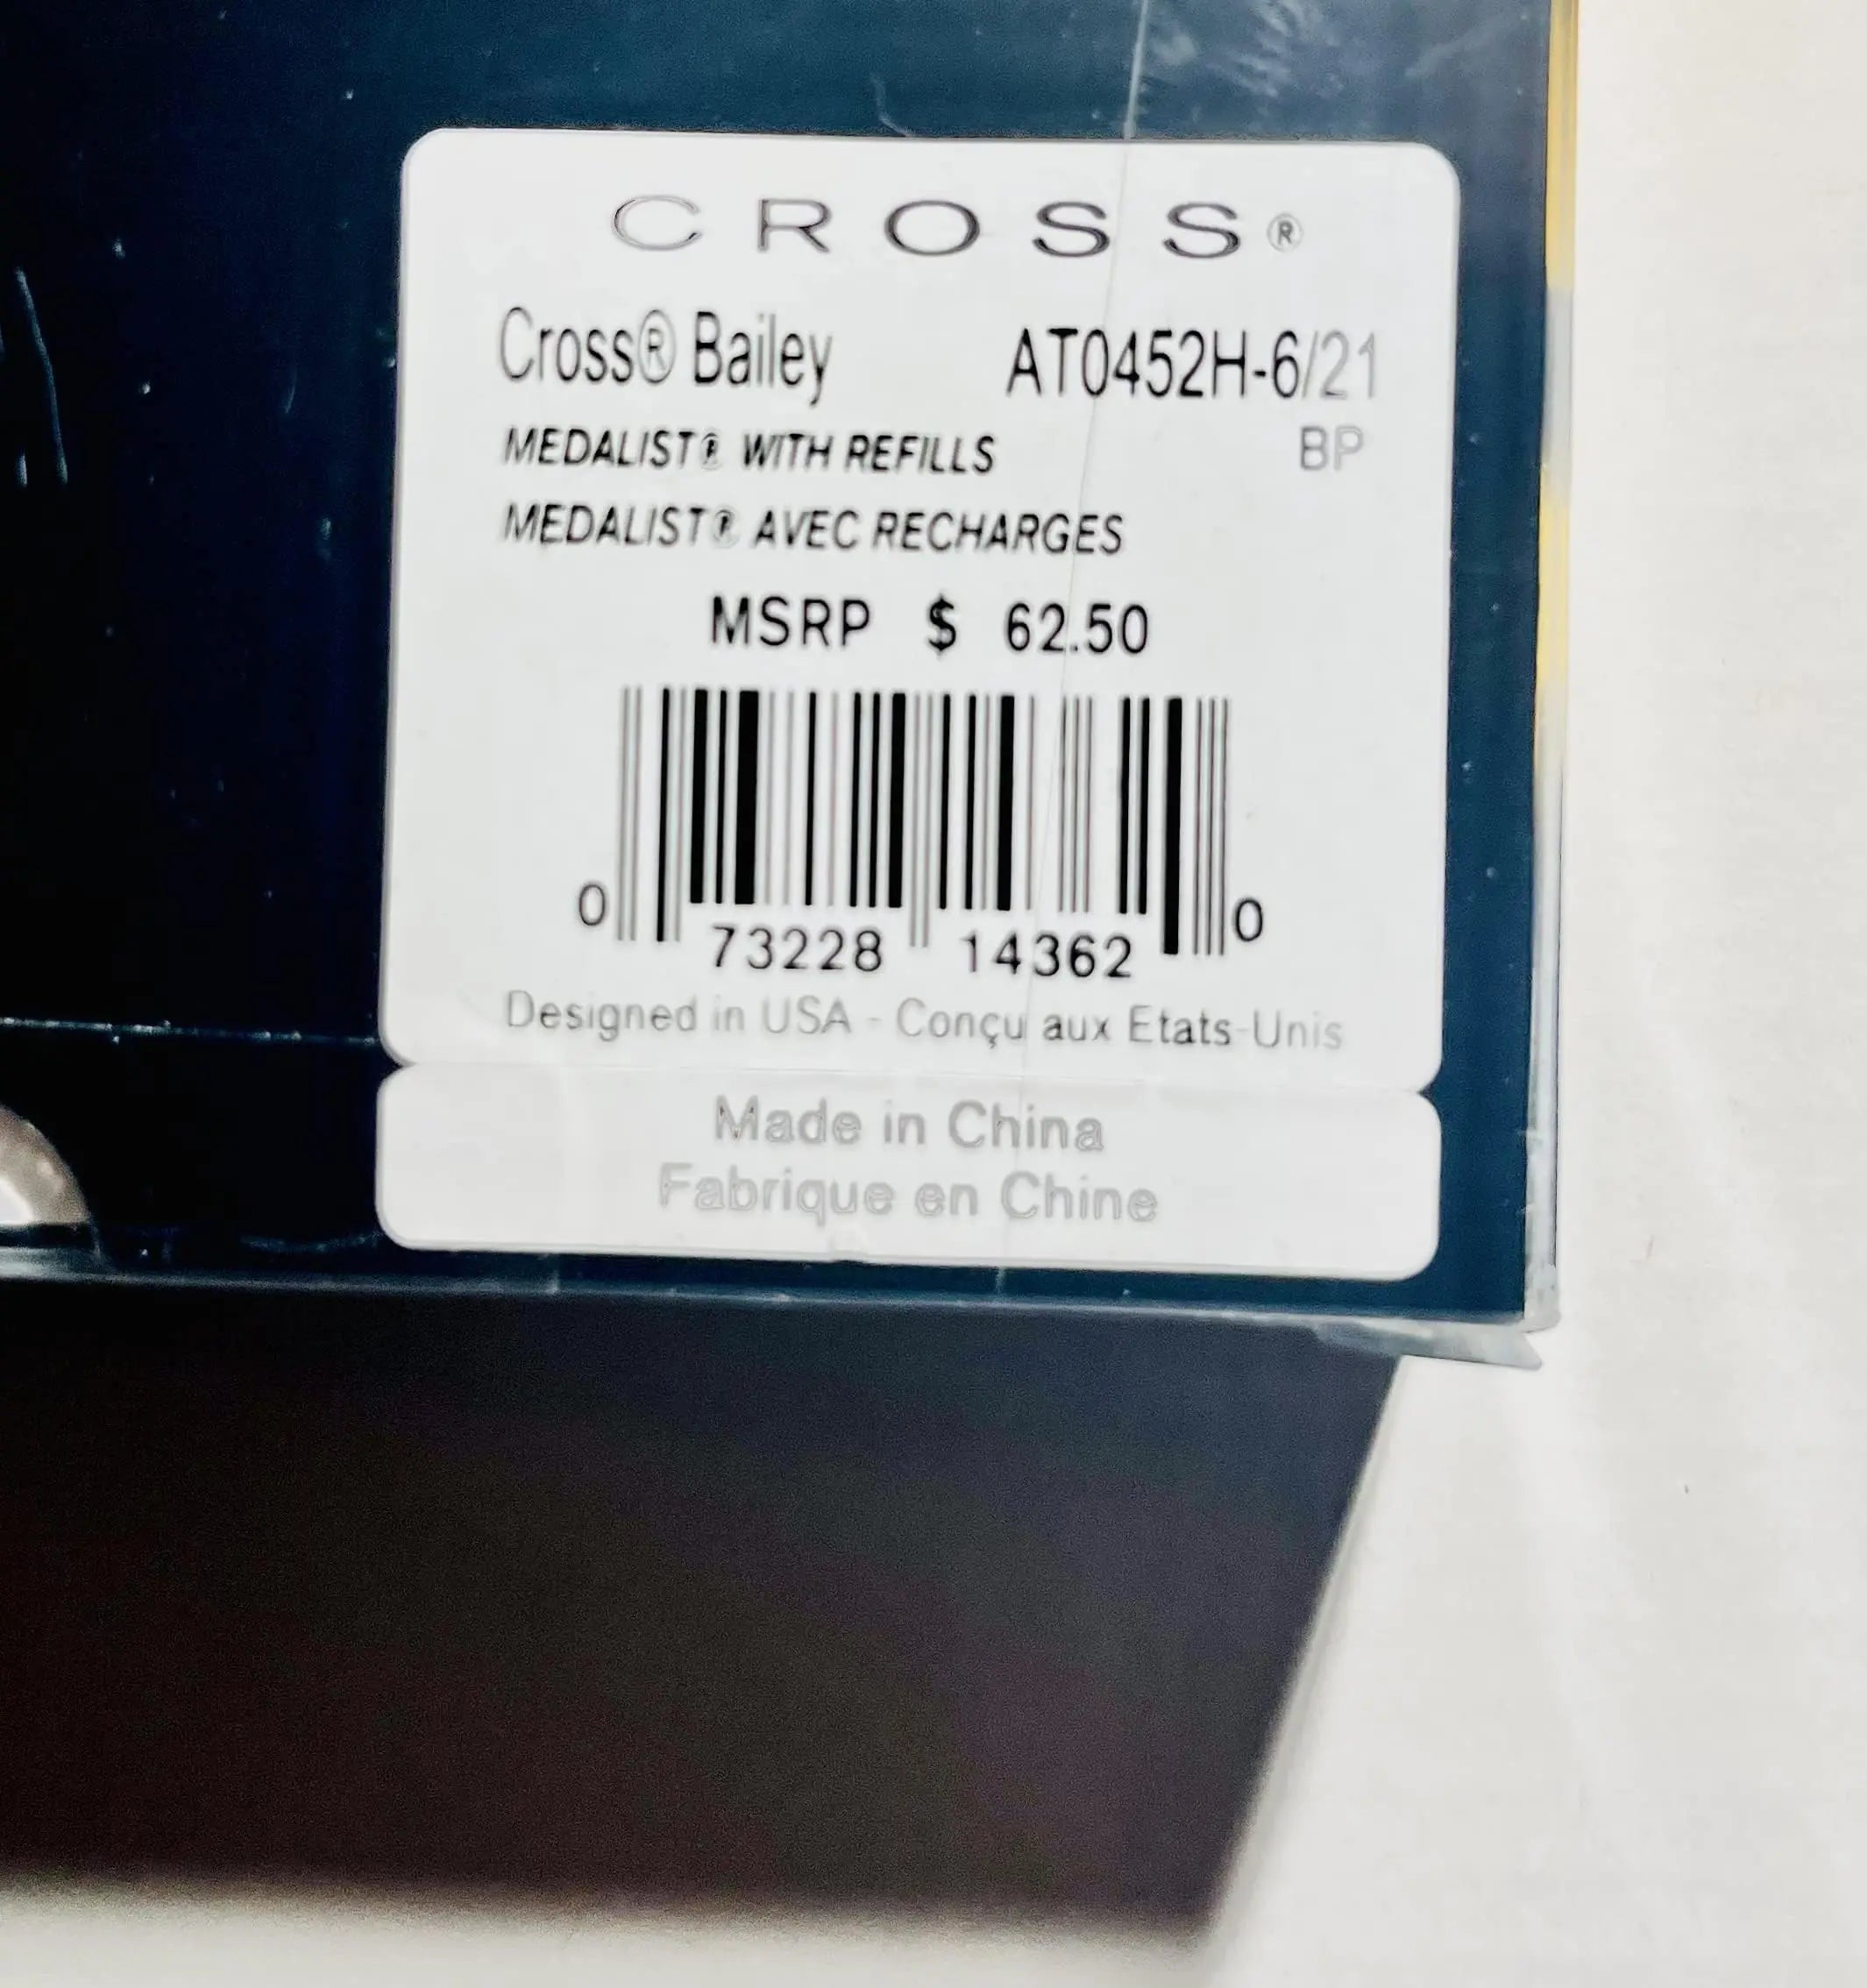 CROSS®
Cross® Bailey AT0452H-6/21
MEDALIST® WITH REFILLS BP
MEDALIST® AVEC RECHARGES
MSRP $ 62.50
0 73228 14362 0
Designed in USA - Conçu aux Etats-Unis
Made in China
Fabrique en Chine